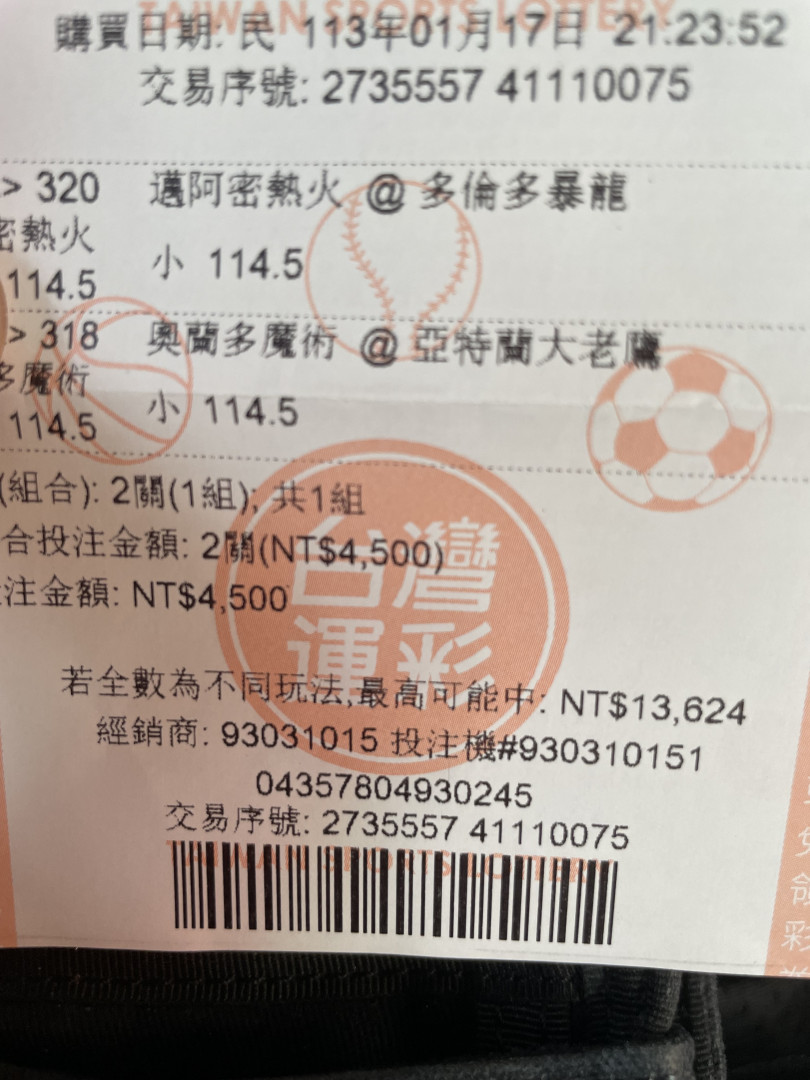 TAIWAN SPORTS LOTTERY
購買日期: 民 113年01月17日 21:23:52
交易序號: 2735557 41110075
> 320 邁阿密熱火 @ 多倫多暴龍
密熱火
小 114.5
114.5
> 318 奧蘭多魔術 @ 亞特蘭大老鷹
多魔術
小 114.5
114.5
(組合): 2關(1組); 共1組
合投注金額: 2關(NT$4,500)
注金額: NT$4,500
台灣
運彩
若全數為不同玩法,最高可能中: NT$13,624
經銷商: 93031015 投注機#930310151
04357804930245
交易序號: 2735557 41110075
TAIWAN SPORTS LOTTERY